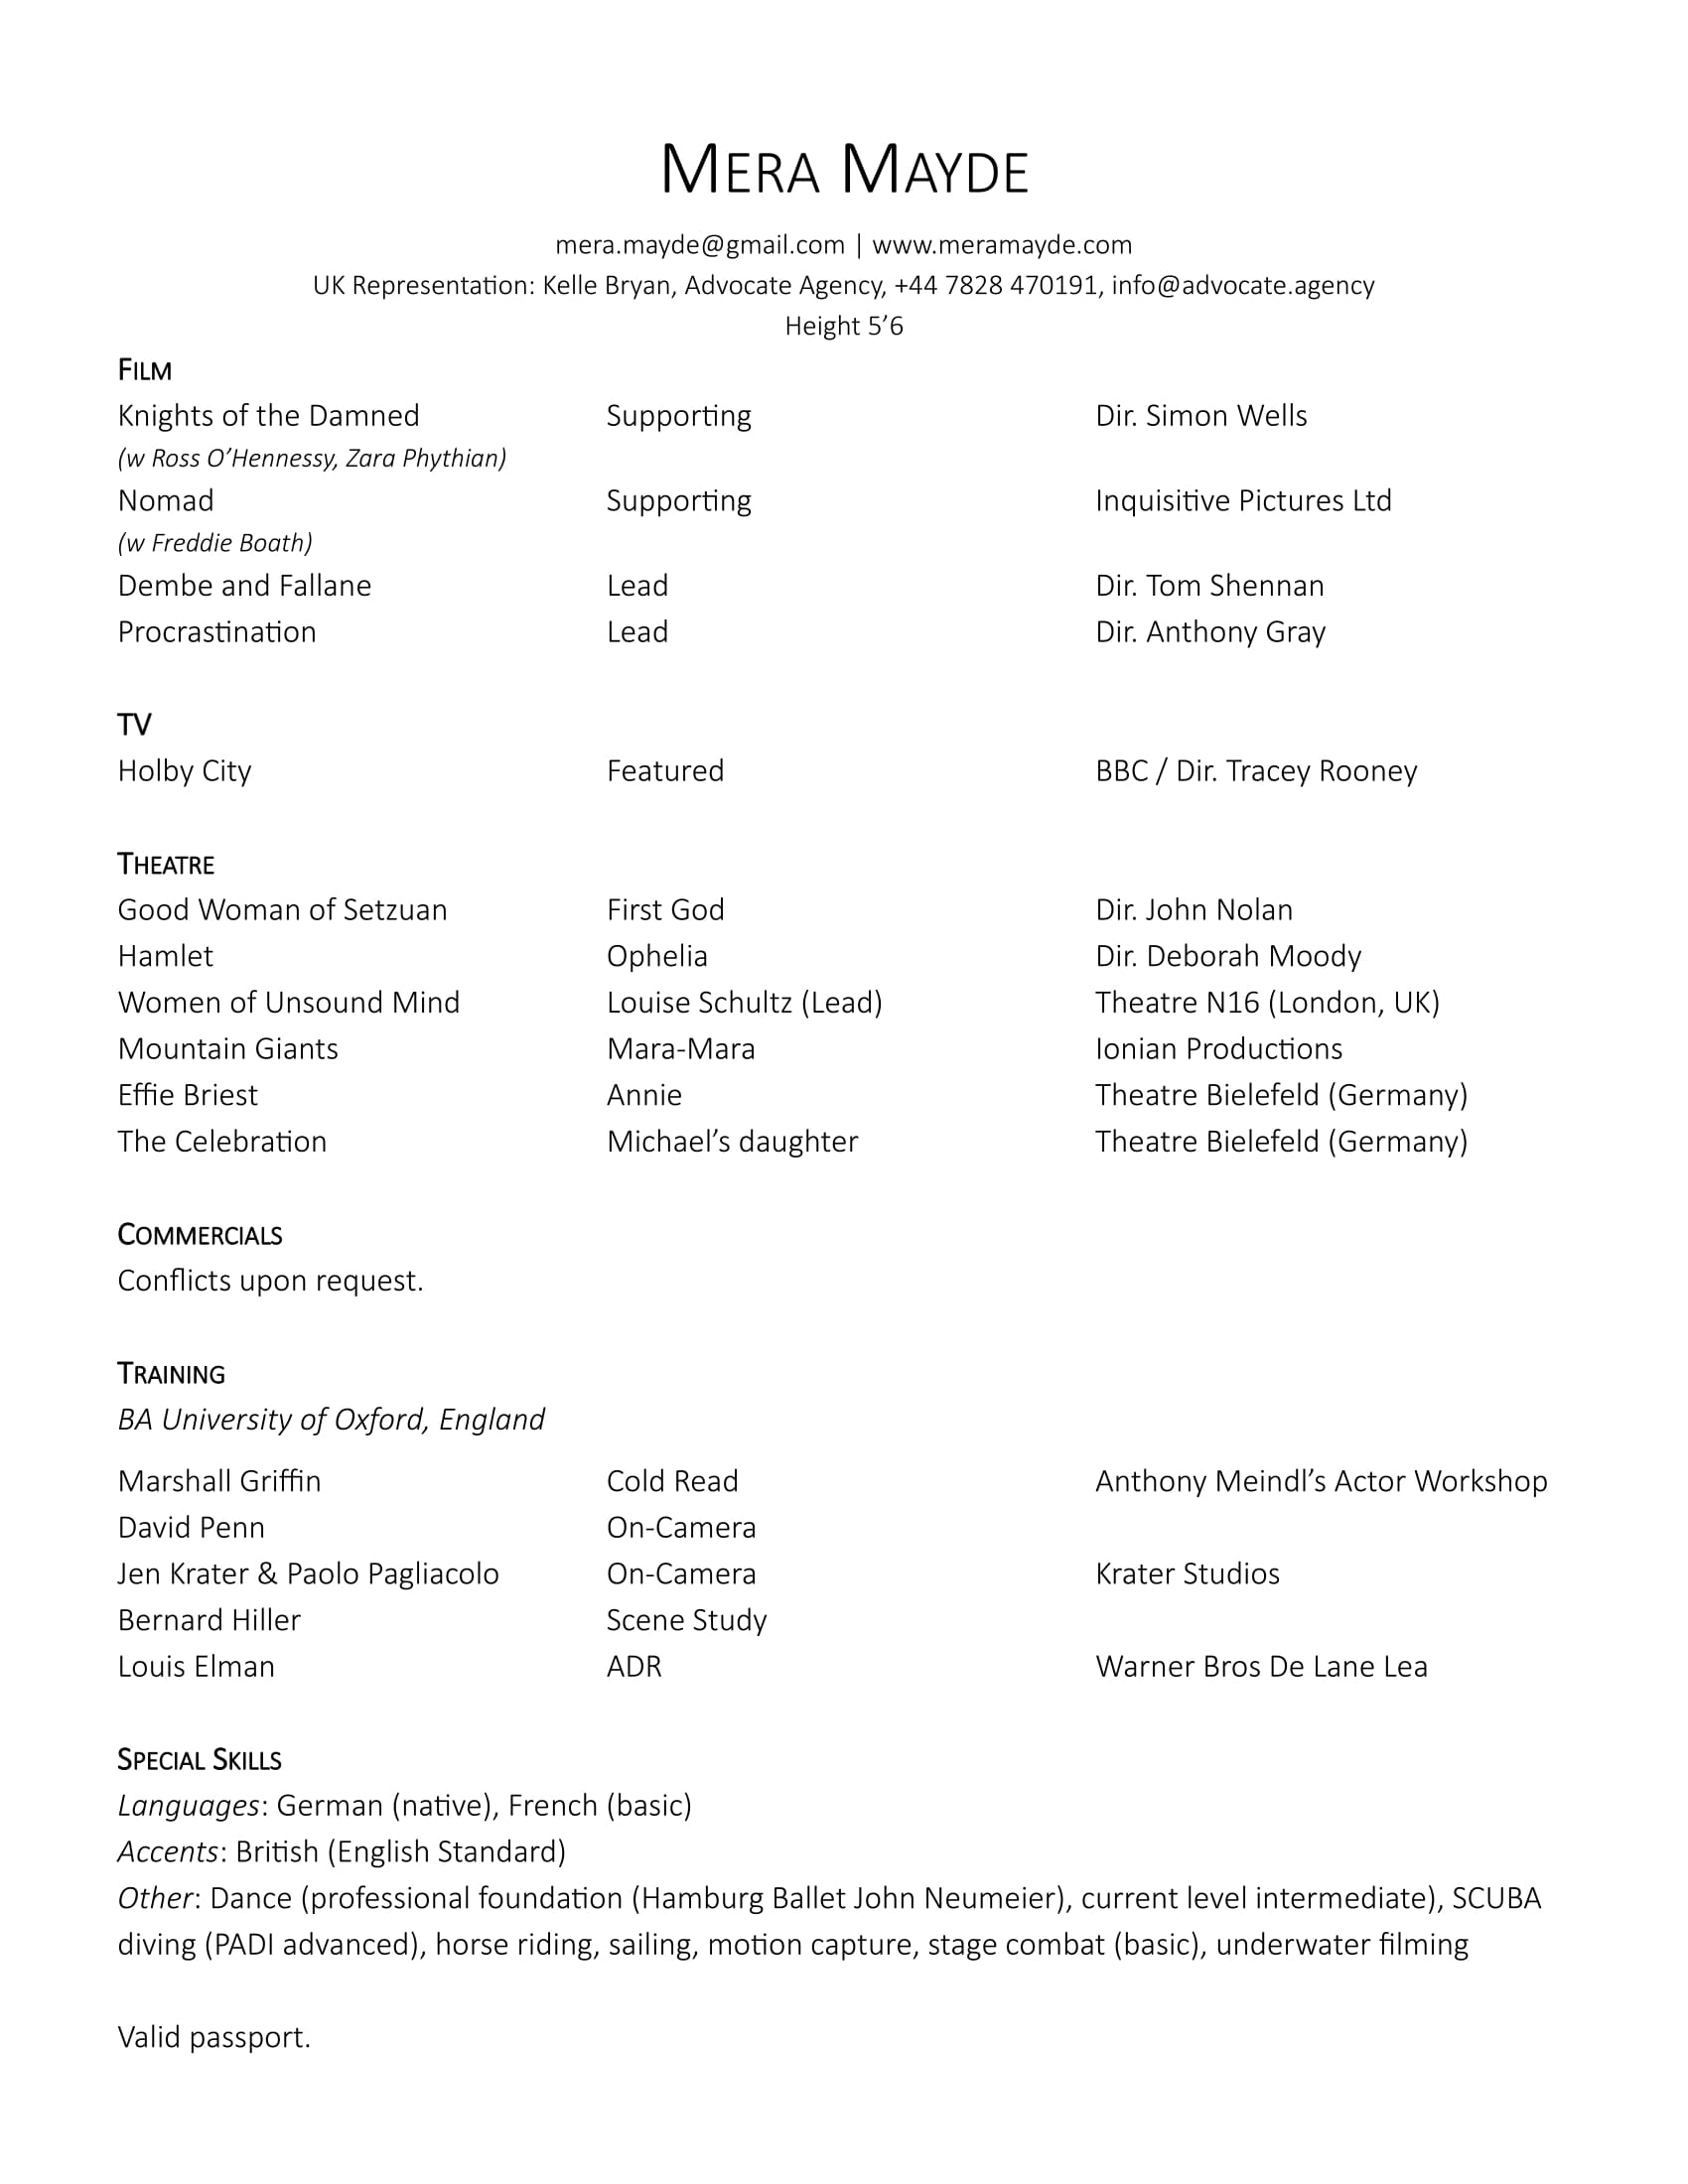 MERA MAYDE
mera.mayde@gmail.com | www.meramayde.com
UK Representation: Kelle Bryan, Advocate Agency, +44 7828 470191, info@advocate.agency
Height 5’6
FILM
Knights of the Damned Supporting Dir. Simon Wells
(w Ross O’Hennessy, Zara Phythian)
Nomad Supporting Inquisitive Pictures Ltd
(w Freddie Boath)
Dembe and Fallane Lead Dir. Tom Shennan
Procrastination Lead Dir. Anthony Gray
TV
Holby City Featured BBC / Dir. Tracey Rooney
THEATRE
Good Woman of Setzuan First God Dir. John Nolan
Hamlet Ophelia Dir. Deborah Moody
Women of Unsound Mind Louise Schultz (Lead) Theatre N16 (London, UK)
Mountain Giants Mara-Mara Ionian Productions
Effie Briest Annie Theatre Bielefeld (Germany)
The Celebration Michael’s daughter Theatre Bielefeld (Germany)
COMMERCIALS
Conflicts upon request.
TRAINING
BA University of Oxford, England
Marshall Griffin Cold Read Anthony Meindl’s Actor Workshop
David Penn On-Camera
Jen Krater & Paolo Pagliacolo On-Camera Krater Studios
Bernard Hiller Scene Study
Louis Elman ADR Warner Bros De Lane Lea
SPECIAL SKILLS
Languages: German (native), French (basic)
Accents: British (English Standard)
Other: Dance (professional foundation (Hamburg Ballet John Neumeier), current level intermediate), SCUBA
diving (PADI advanced), horse riding, sailing, motion capture, stage combat (basic), underwater filming
Valid passport.